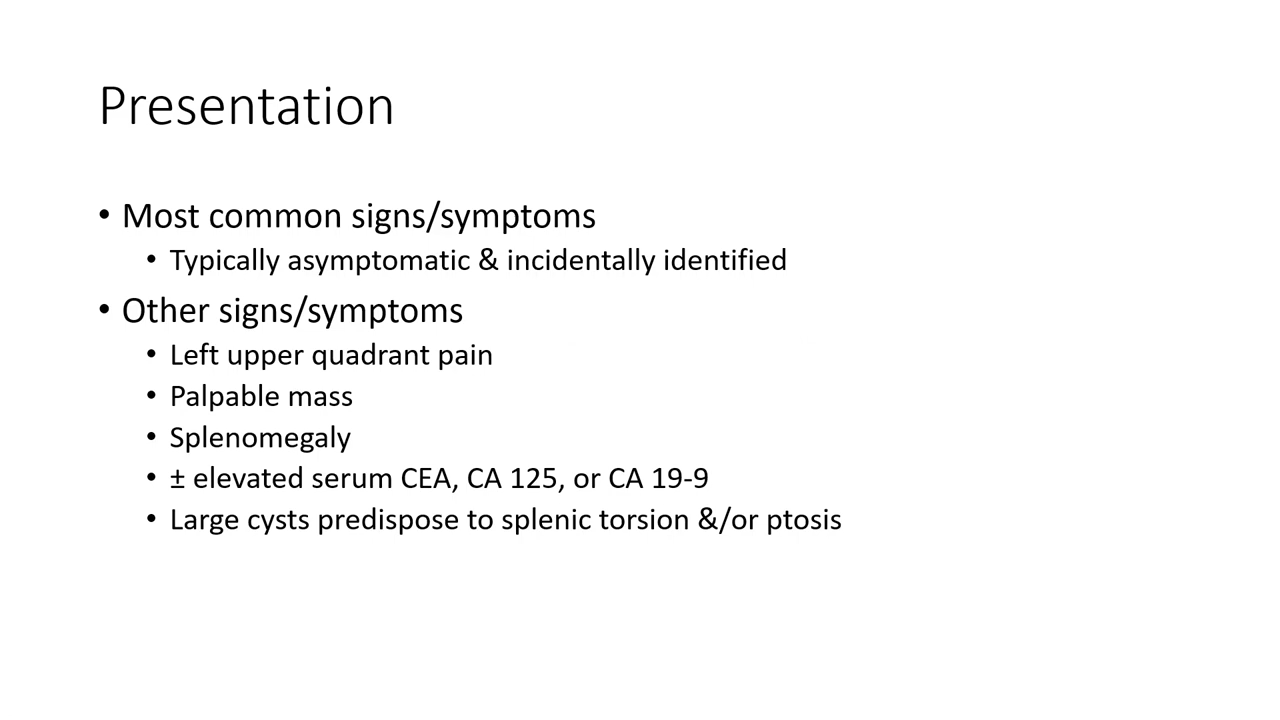 Presentation
• Most common signs/symptoms
• Typically asymptomatic & incidentally identified
• Other signs/symptoms
• Left upper quadrant pain
• Palpable mass
• Splenomegaly
• ± elevated serum CEA, CA 125, or CA 19-9
• Large cysts predispose to splenic torsion &/or ptosis